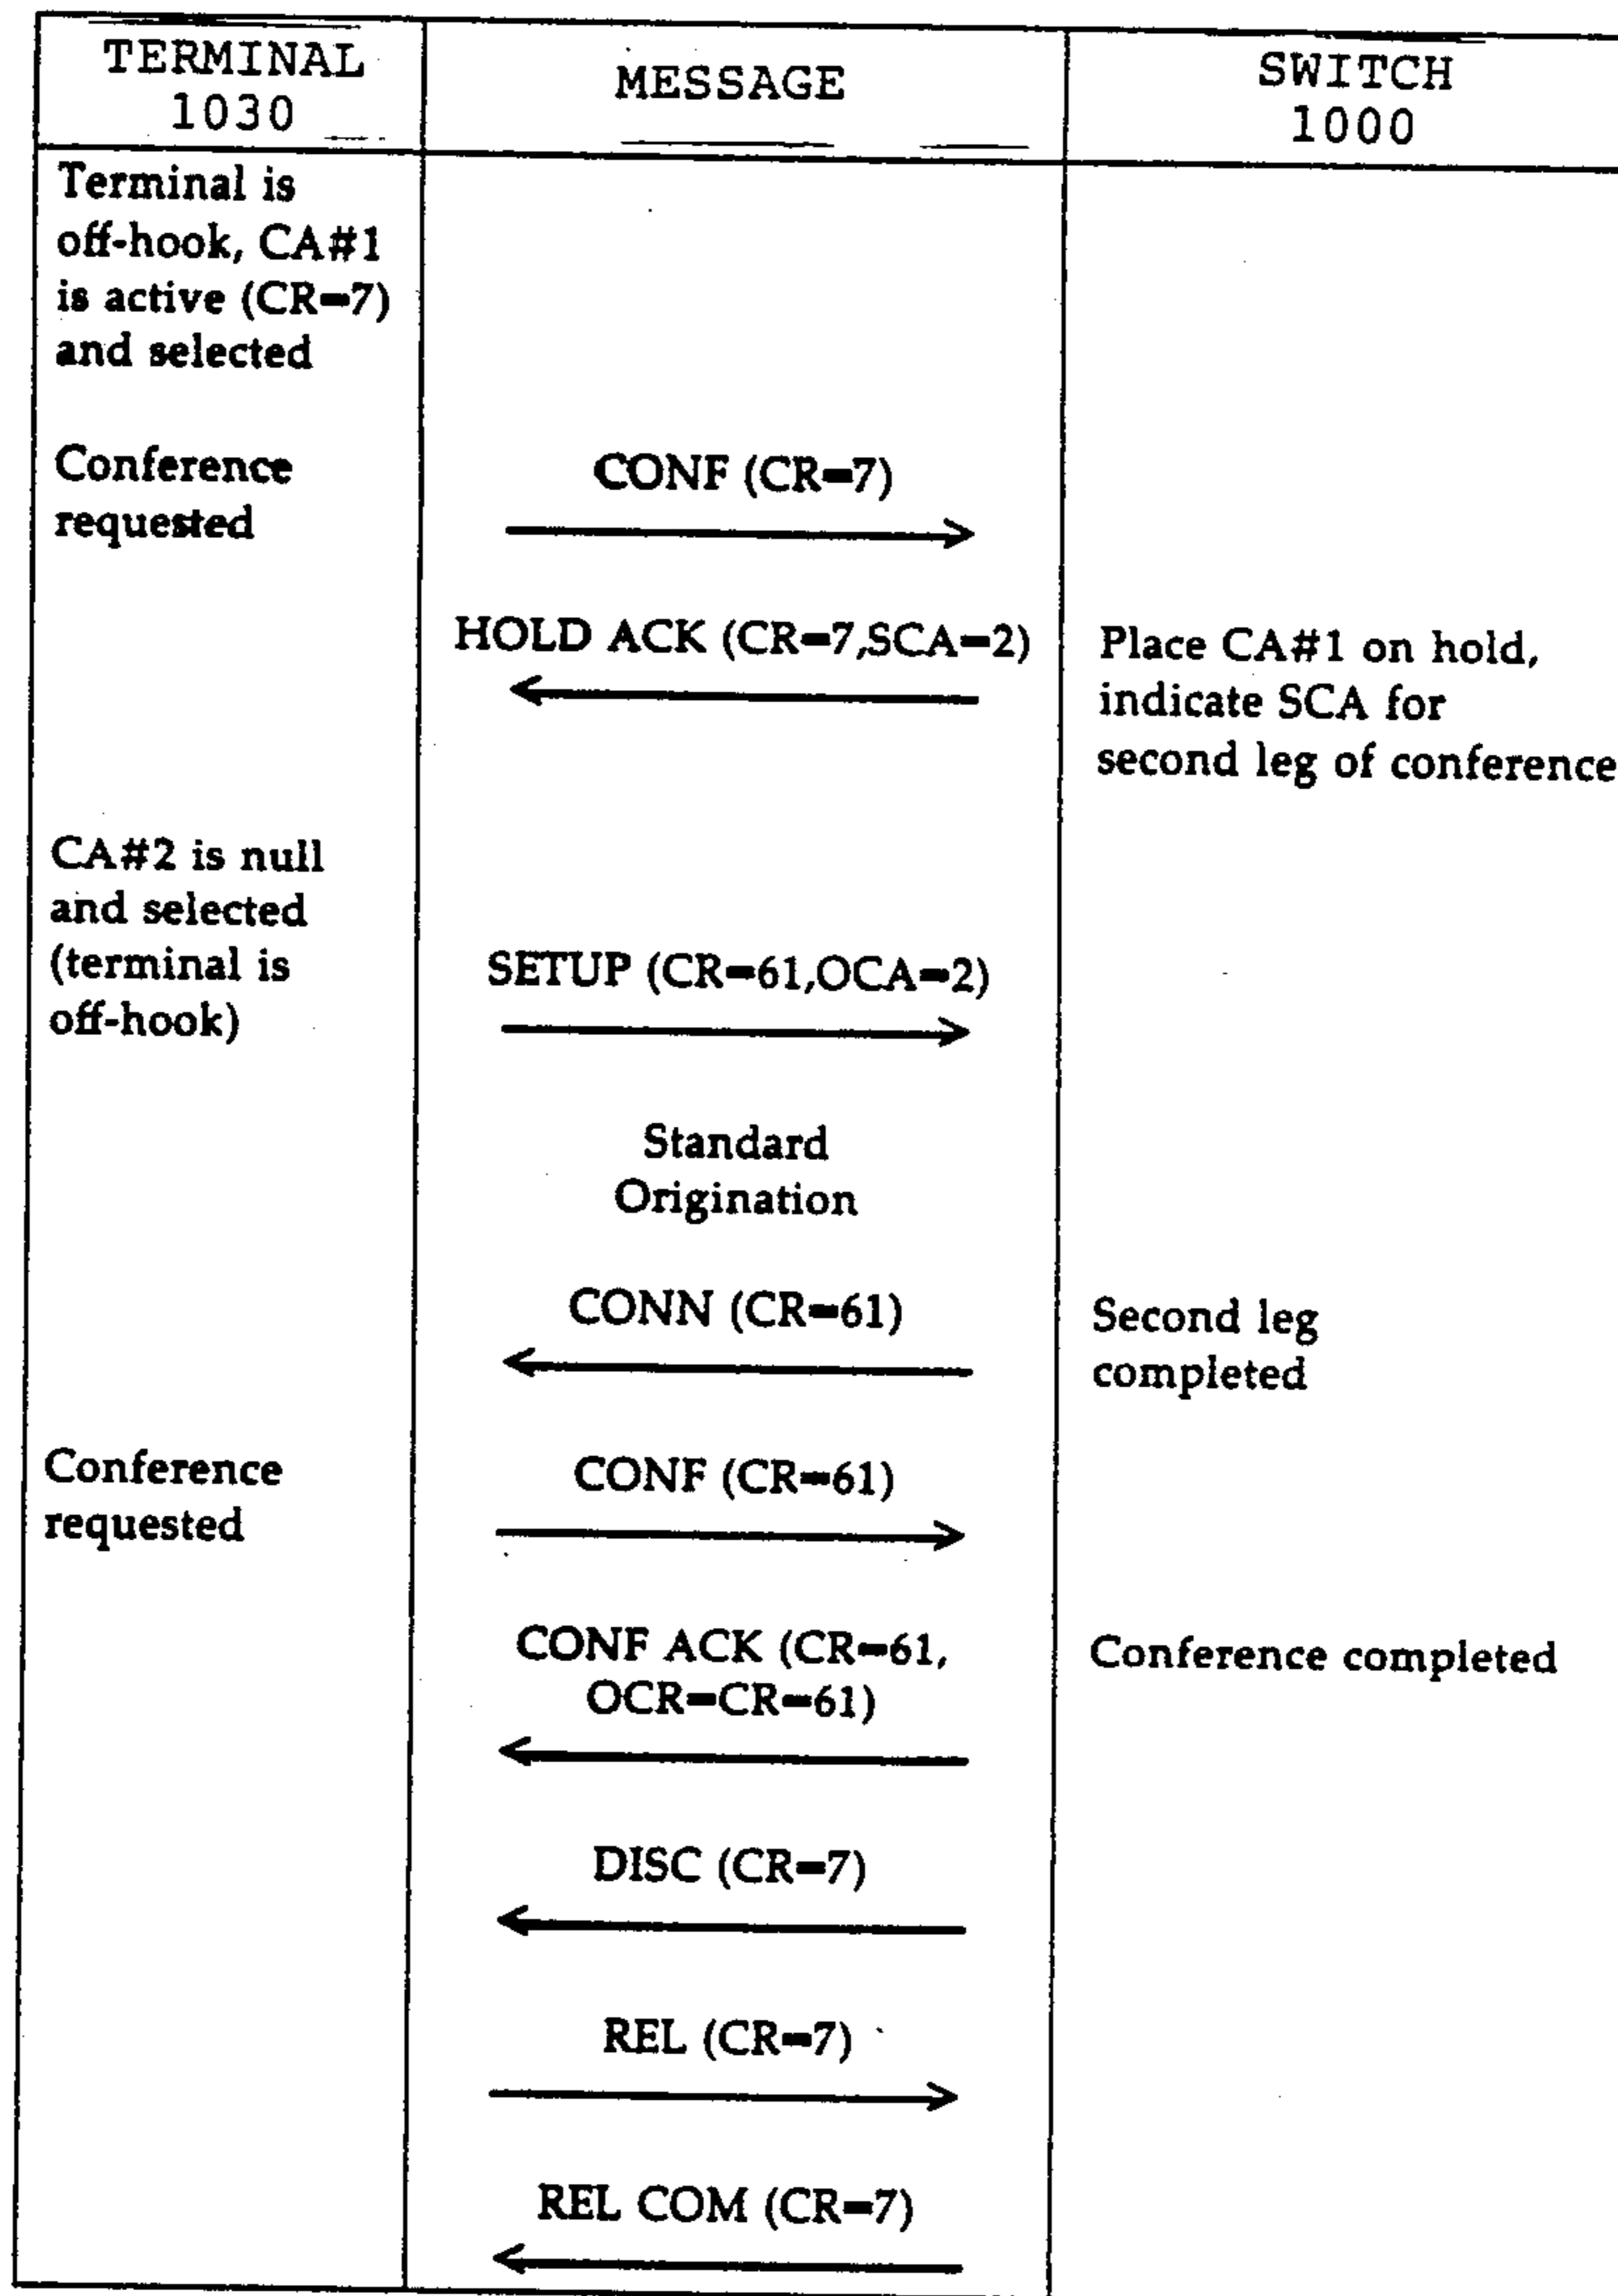 TERMINAL
1030
MESSAGE
SWITCH
1000
Terminal is
off-hook, CA#1
is active (CR=7)
and selected
Conference
requested
CONF (CR=7)
HOLD ACK (CR=7,SCA=2)
Place CA#1 on hold,
indicate SCA for
second leg of conference
CA#2 is null
and selected
(terminal is
off-hook)
SETUP (CR=61,OCA=2)
Standard
Origination
CONN (CR=61)
Second leg
completed
Conference
requested
CONF (CR=61)
CONF ACK (CR=61,
OCR=CR=61)
Conference completed
DISC (CR=7)
REL (CR=7)
REL COM (CR=7)